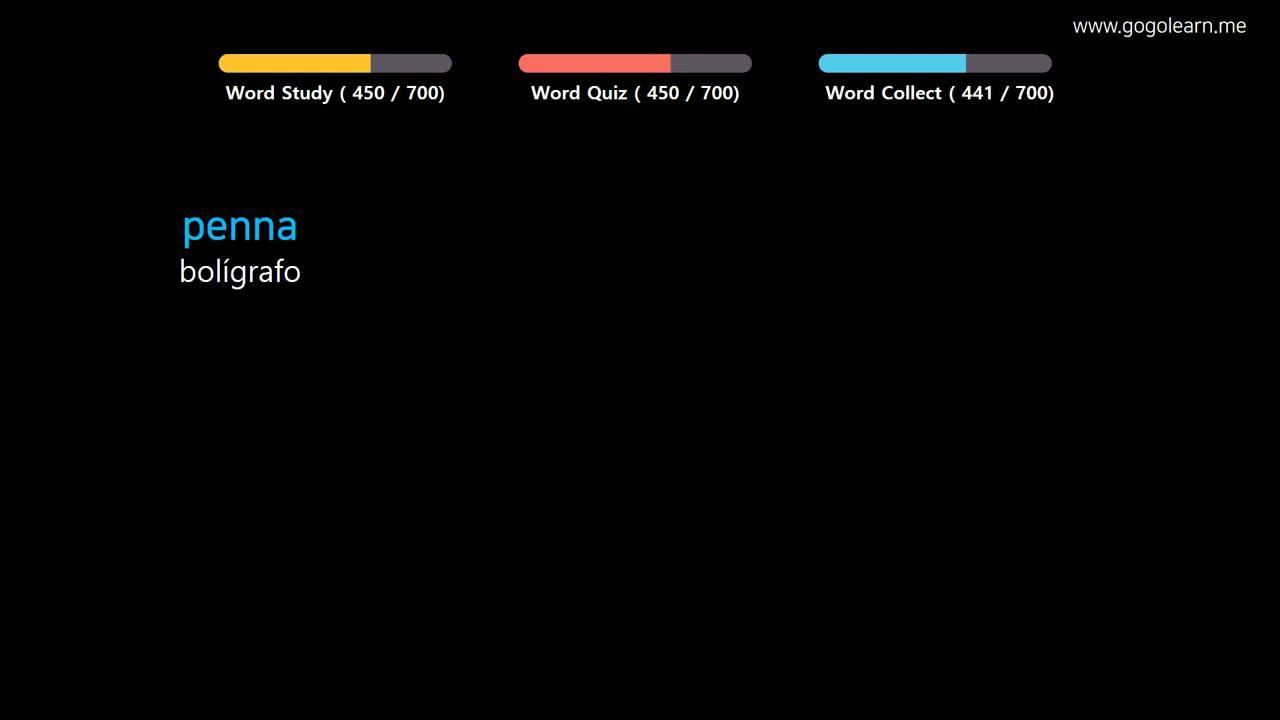 www.gogolearn.me
Word Study ( 450 / 700)
Word Quiz ( 450 / 700)
Word Collect ( 441 / 700)
penna
bolígrafo